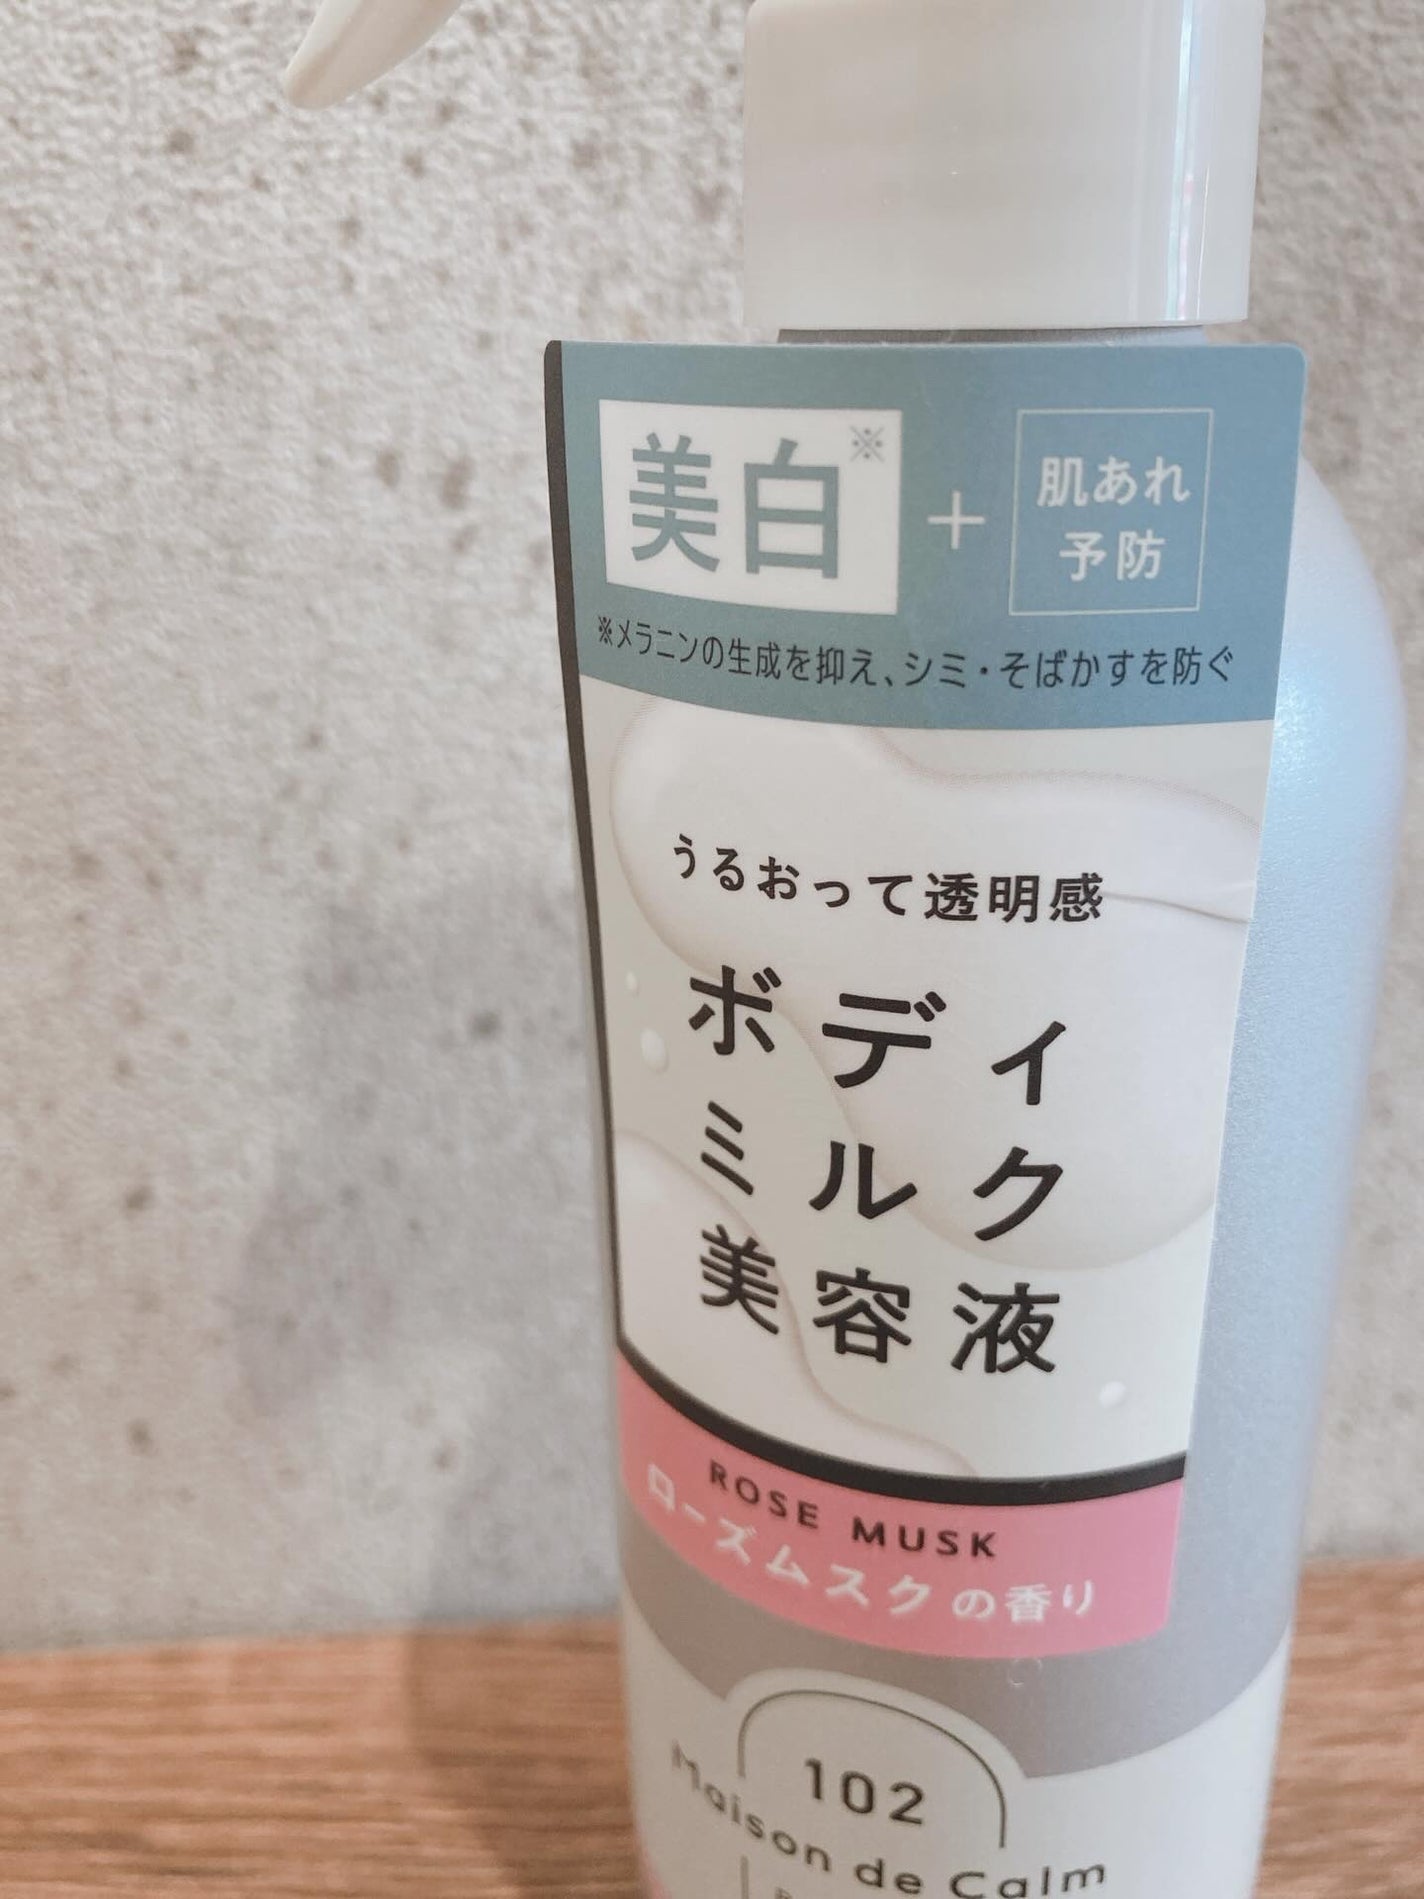 美白※ + 肌あれ
予防
※メラニンの生成を抑え、シミ・そばかすを防ぐ
うるおって透明感
ボディ
ミルク
美容液
ROSE MUSK
ローズムスクの香り
102
Maison de Calm